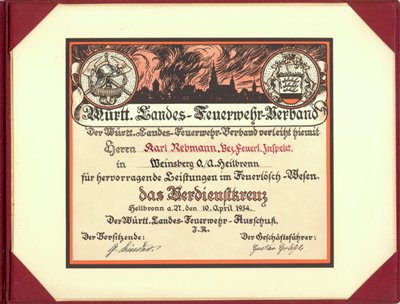 Württ. Landes-Feuerwehr-Verband
Der Württ. Landes-Feuerwehr-Verband verleiht hiemit
Herrn Karl Rebmann, Bez. Feuerl. Inspekt.
in Weinsberg O/A. Heilbronn
für hervorragende Leistungen im Feuerlösch-Wesen
das Verdienstkreuz
Heilbronn a.N. den 10. April 1934.
Der Württ. Landes-Feuerwehr-Ausschuß.
J.A.
Der Vorsitzende: Der Geschäftsführer: